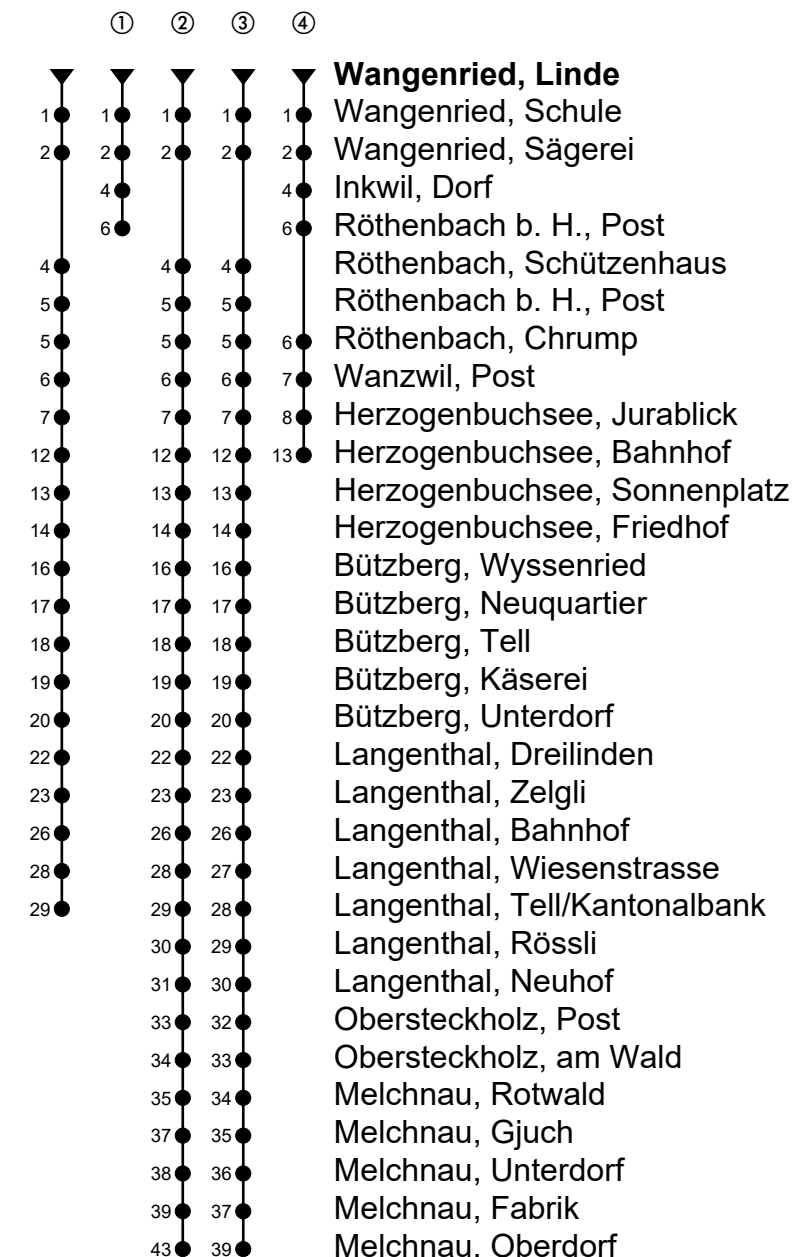 ① ② ③ ④
Wangenried, Linde
1 1 1 1 1 Wangenried, Schule
2 2 2 2 2 Wangenried, Sägerei
4 4 Inkwil, Dorf
6 6 Röthenbach b. H., Post
4 4 4 Röthenbach, Schützenhaus
5 5 5 Röthenbach b. H., Post
5 5 5 6 Röthenbach, Chrump
6 6 6 7 Wanzwil, Post
7 7 7 8 Herzogenbuchsee, Jurablick
12 12 12 13 Herzogenbuchsee, Bahnhof
13 13 13 Herzogenbuchsee, Sonnenplatz
14 14 14 Herzogenbuchsee, Friedhof
16 16 16 Bützberg, Wyssenried
17 17 17 Bützberg, Neuquartier
18 18 18 Bützberg, Tell
19 19 19 Bützberg, Käserei
20 20 20 Bützberg, Unterdorf
22 22 22 Langenthal, Dreilinden
23 23 23 Langenthal, Zelgli
26 26 26 Langenthal, Bahnhof
28 28 27 Langenthal, Wiesenstrasse
29 29 28 Langenthal, Tell/Kantonalbank
30 29 Langenthal, Rössli
31 30 Langenthal, Neuhof
33 32 Obersteckholz, Post
34 33 Obersteckholz, am Wald
35 34 Melchnau, Rotwald
37 35 Melchnau, Gjuch
38 36 Melchnau, Unterdorf
39 37 Melchnau, Fabrik
43 39 Melchnau, Oberdorf